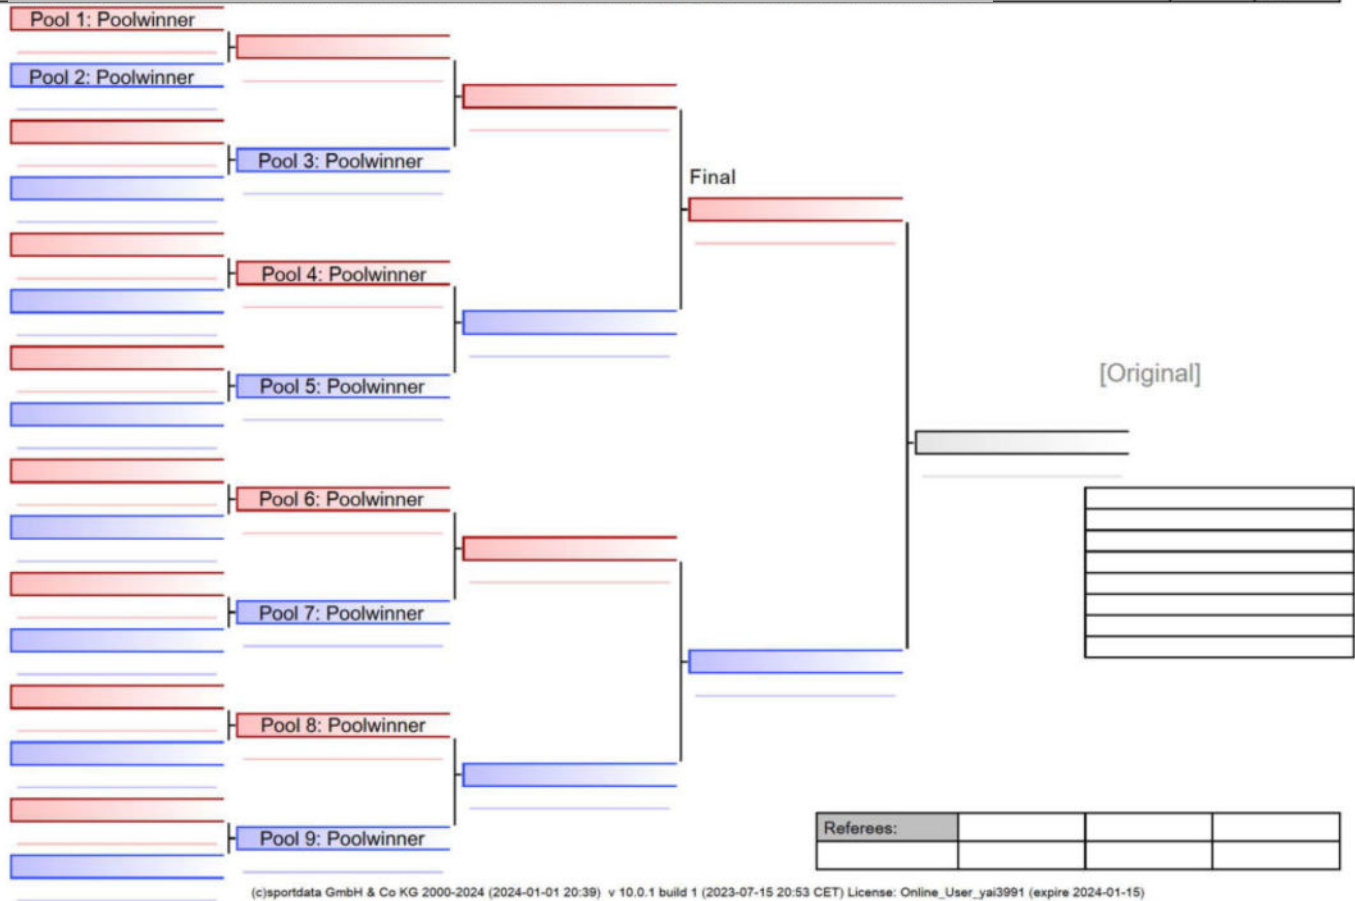 Pool 1: Poolwinner
Pool 2: Poolwinner
Pool 3: Poolwinner
Final
Pool 4: Poolwinner
[Original]
Pool 5: Poolwinner
Pool 6: Poolwinner
Pool 7: Poolwinner
Pool 8: Poolwinner
Pool 9: Poolwinner
Referees:
(c)sportdata GmbH & Co KG 2000-2024 (2024-01-01 20:39) v 10.0.1 build 1 (2023-07-15 20:53 CET) License: Online_User_yai3991 (expire 2024-01-15)